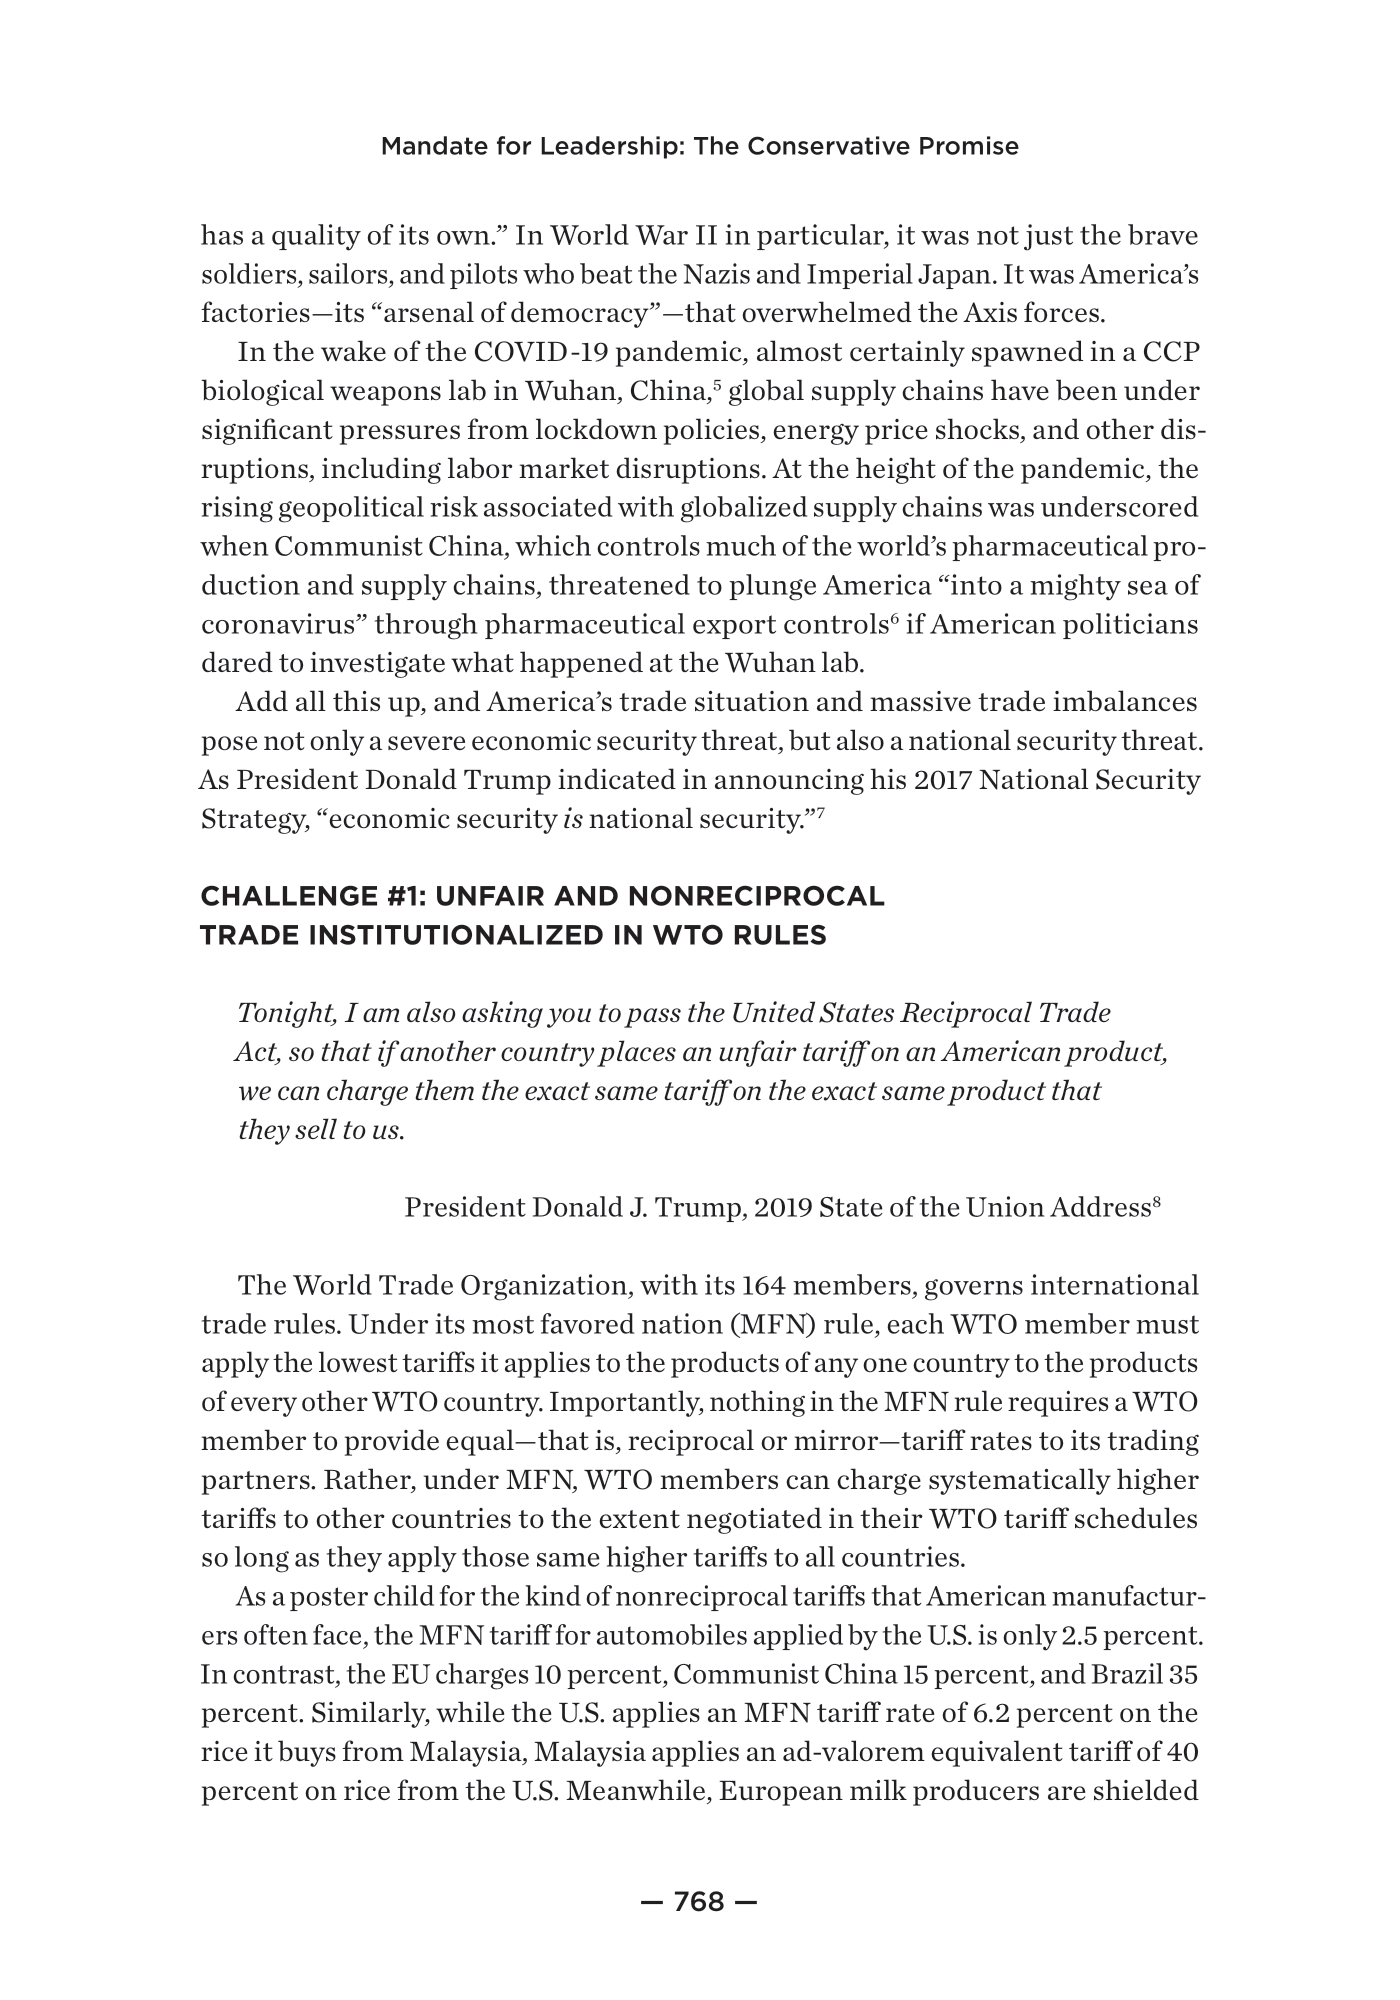 Mandate for Leadership: The Conservative Promise
has a quality of its own.” In World War II in particular, it was not just the brave
soldiers, sailors, and pilots who beat the Nazis and Imperial Japan. It was America’s
factories—its “arsenal of democracy”—that overwhelmed the Axis forces.
In the wake of the COVID-19 pandemic, almost certainly spawned in a CCP
biological weapons lab in Wuhan, China,⁵ global supply chains have been under
significant pressures from lockdown policies, energy price shocks, and other dis-
ruptions, including labor market disruptions. At the height of the pandemic, the
rising geopolitical risk associated with globalized supply chains was underscored
when Communist China, which controls much of the world’s pharmaceutical pro-
duction and supply chains, threatened to plunge America “into a mighty sea of
coronavirus” through pharmaceutical export controls⁶ if American politicians
dared to investigate what happened at the Wuhan lab.
Add all this up, and America’s trade situation and massive trade imbalances
pose not only a severe economic security threat, but also a national security threat.
As President Donald Trump indicated in announcing his 2017 National Security
Strategy, “economic security is national security.”⁷
CHALLENGE #1: UNFAIR AND NONRECIPROCAL
TRADE INSTITUTIONALIZED IN WTO RULES
Tonight, I am also asking you to pass the United States Reciprocal Trade
Act, so that if another country places an unfair tariff on an American product,
we can charge them the exact same tariff on the exact same product that
they sell to us.
President Donald J. Trump, 2019 State of the Union Address⁸
The World Trade Organization, with its 164 members, governs international
trade rules. Under its most favored nation (MFN) rule, each WTO member must
apply the lowest tariffs it applies to the products of any one country to the products
of every other WTO country. Importantly, nothing in the MFN rule requires a WTO
member to provide equal—that is, reciprocal or mirror—tariff rates to its trading
partners. Rather, under MFN, WTO members can charge systematically higher
tariffs to other countries to the extent negotiated in their WTO tariff schedules
so long as they apply those same higher tariffs to all countries.
As a poster child for the kind of nonreciprocal tariffs that American manufactur-
ers often face, the MFN tariff for automobiles applied by the U.S. is only 2.5 percent.
In contrast, the EU charges 10 percent, Communist China 15 percent, and Brazil 35
percent. Similarly, while the U.S. applies an MFN tariff rate of 6.2 percent on the
rice it buys from Malaysia, Malaysia applies an ad-valorem equivalent tariff of 40
percent on rice from the U.S. Meanwhile, European milk producers are shielded
— 768 —